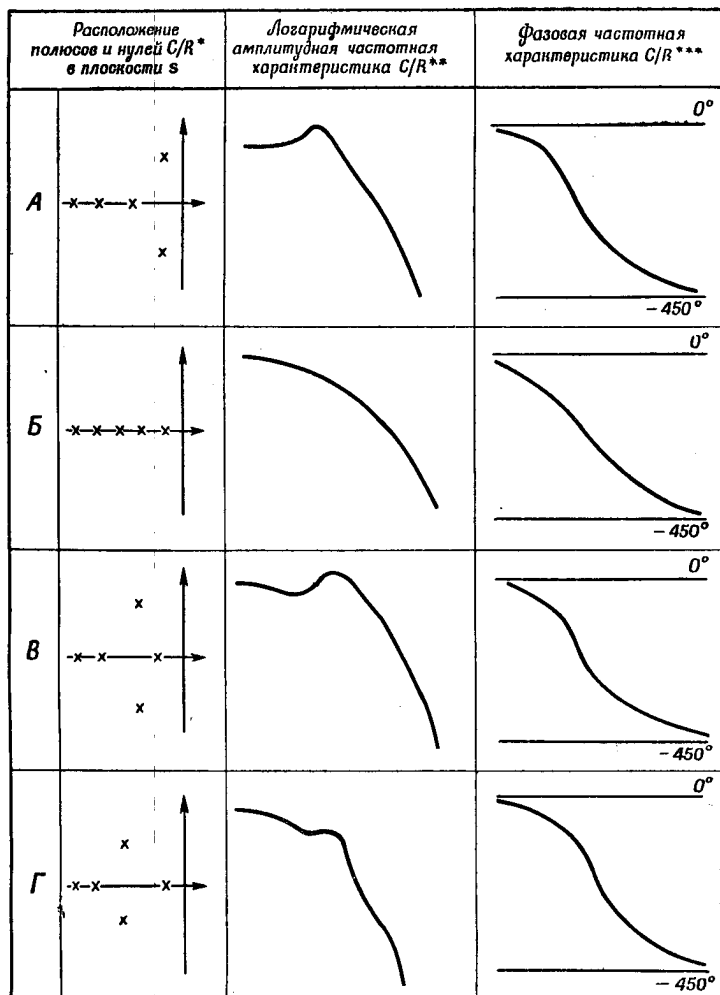 Расположение
полюсов и нулей C/R*
в плоскости s
Логарифмическая
амплитудная частотная
характеристика C/R**
Фазовая частотная
характеристика C/R***
А
0°
−450°
Б
0°
−450°
В
0°
−450°
Г
0°
−450°